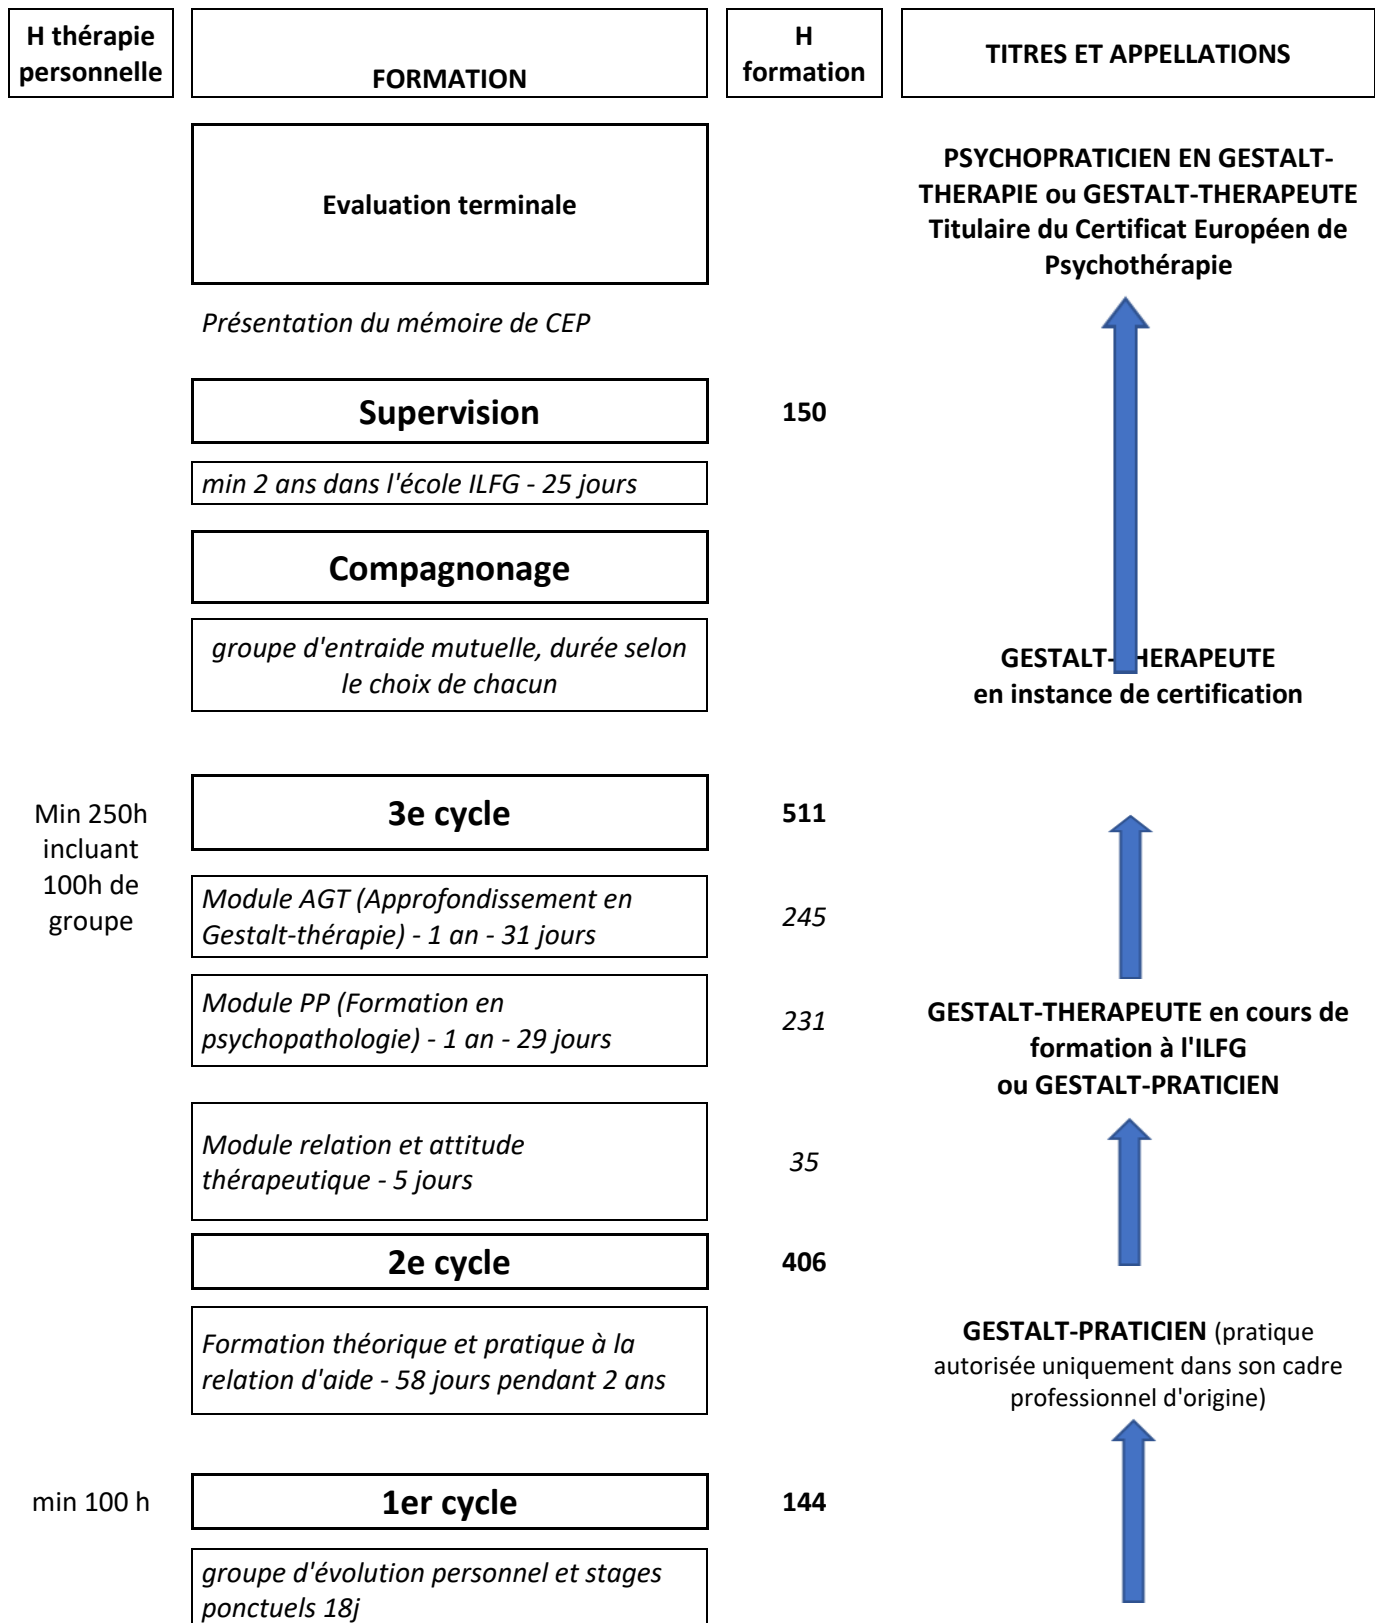 H thérapie
personnelle
FORMATION
H
formation
TITRES ET APPELLATIONS
Evaluation terminale
PSYCHOPRATICIEN EN GESTALT-
THERAPIE ou GESTALT-THERAPEUTE
Titulaire du Certificat Européen de
Psychothérapie
Présentation du mémoire de CEP
Supervision
150
min 2 ans dans l'école ILFG - 25 jours
Compagnonage
groupe d'entraide mutuelle, durée selon
le choix de chacun
GESTALT-THERAPEUTE
en instance de certification
Min 250h
incluant
100h de
groupe
3e cycle
511
Module AGT (Approfondissement en
Gestalt-thérapie) - 1 an - 31 jours
245
Module PP (Formation en
psychopathologie) - 1 an - 29 jours
231
GESTALT-THERAPEUTE en cours de
formation à l'ILFG
ou GESTALT-PRATICIEN
Module relation et attitude
thérapeutique - 5 jours
35
2e cycle
406
Formation théorique et pratique à la
relation d'aide - 58 jours pendant 2 ans
GESTALT-PRATICIEN (pratique
autorisée uniquement dans son cadre
professionnel d'origine)
min 100 h
1er cycle
144
groupe d'évolution personnel et stages
ponctuels 18j